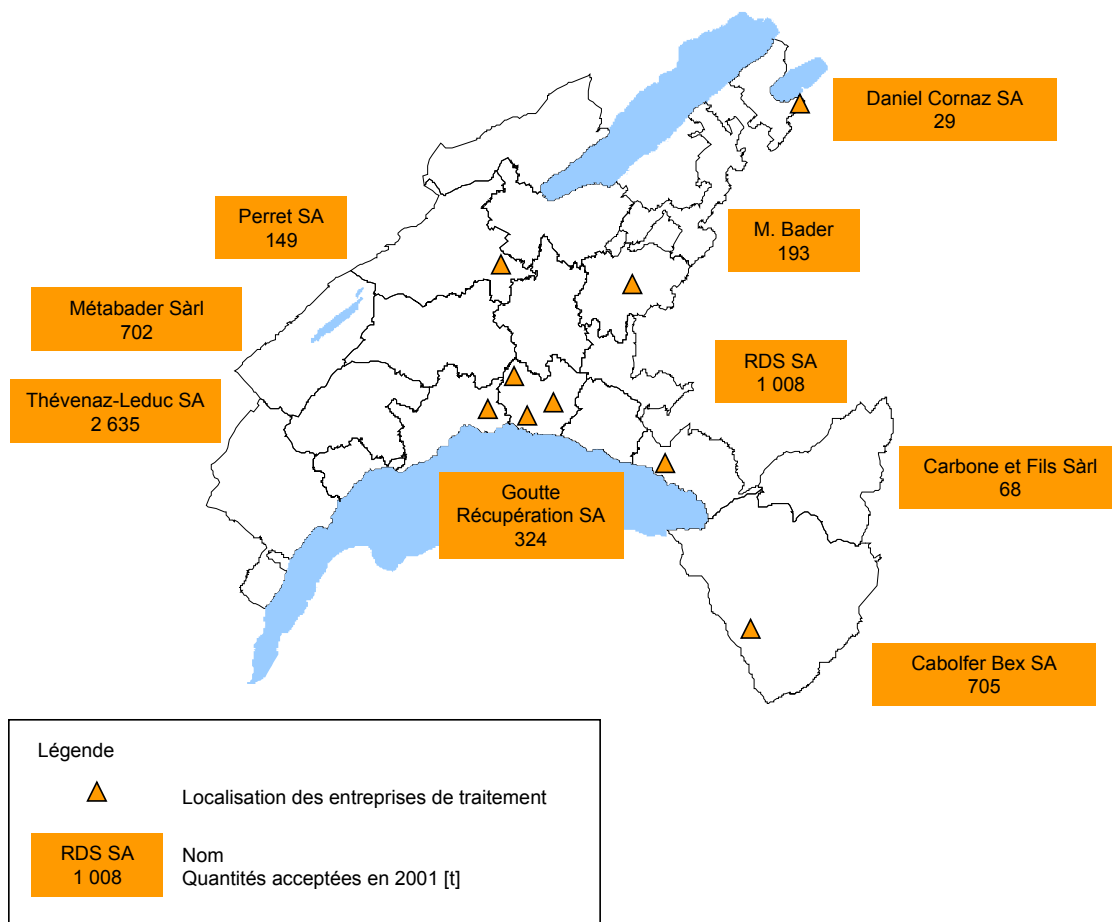 Daniel Cornaz SA
29
Perret SA
149
M. Bader
193
Métabader Sàrl
702
RDS SA
1 008
Thévenaz-Leduc SA
2 635
Carbone et Fils Sàrl
68
Goutte
Récupération SA
324
Cabolfer Bex SA
705
Légende
Localisation des entreprises de traitement
RDS SA
1 008
Nom
Quantités acceptées en 2001 [t]